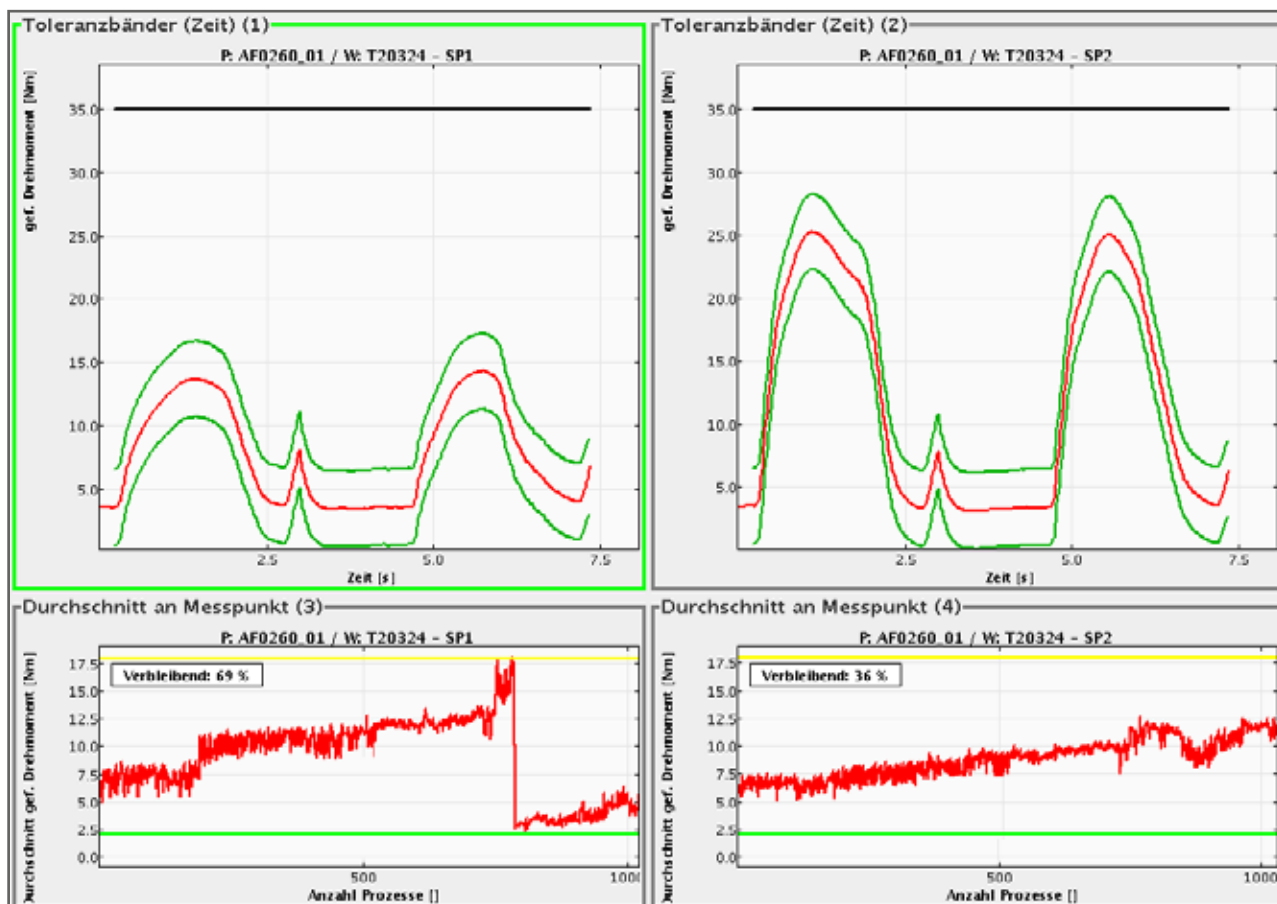 Toleranzbänder (Zeit) (1)
P: AF0260_01 / W: T20324 - SP1
gef. Drehmoment [Nm]
35.0
30.0
25.0
20.0
15.0
10.0
5.0
2.5
5.0
7.5
Zeit [s]
Toleranzbänder (Zeit) (2)
P: AF0260_01 / W: T20324 - SP2
gef. Drehmoment [Nm]
35.0
30.0
25.0
20.0
15.0
10.0
5.0
2.5
5.0
7.5
Zeit [s]
Durchschnitt an Messpunkt (3)
P: AF0260_01 / W: T20324 - SP1
Durchschnitt gef. Drehmoment [Nm]
Verbleibend: 69 %
17.5
15.0
12.5
10.0
7.5
5.0
2.5
0.0
500
1000
Anzahl Prozesse []
Durchschnitt an Messpunkt (4)
P: AF0260_01 / W: T20324 - SP2
Durchschnitt gef. Drehmoment [Nm]
Verbleibend: 36 %
17.5
15.0
12.5
10.0
7.5
5.0
2.5
0.0
500
1000
Anzahl Prozesse []